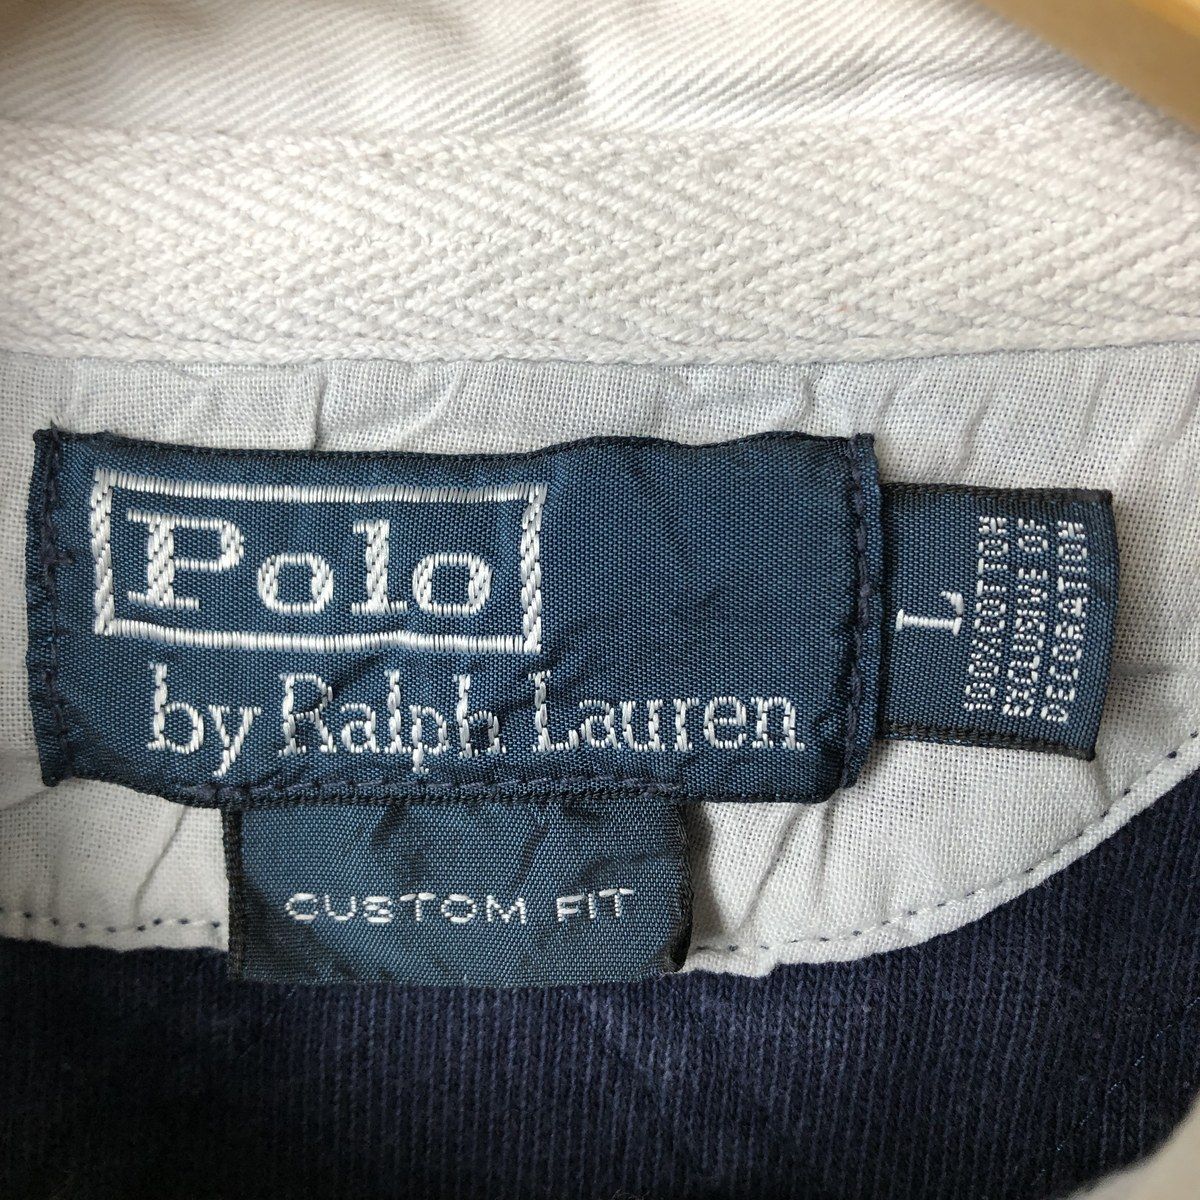 Polo
by Ralph Lauren
CUSTOM FIT
L
100% COTTON
EXCLUSIVE OF
DECORATION